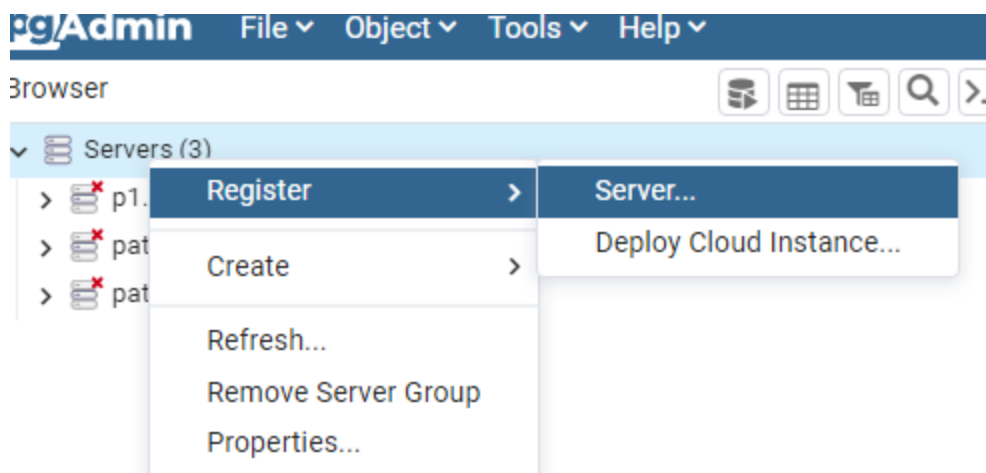 pgAdmin File Object Tools Help
Browser
Servers (3)
p1.
pat
pat
Register
Server...
Deploy Cloud Instance...
Create
Refresh...
Remove Server Group
Properties...